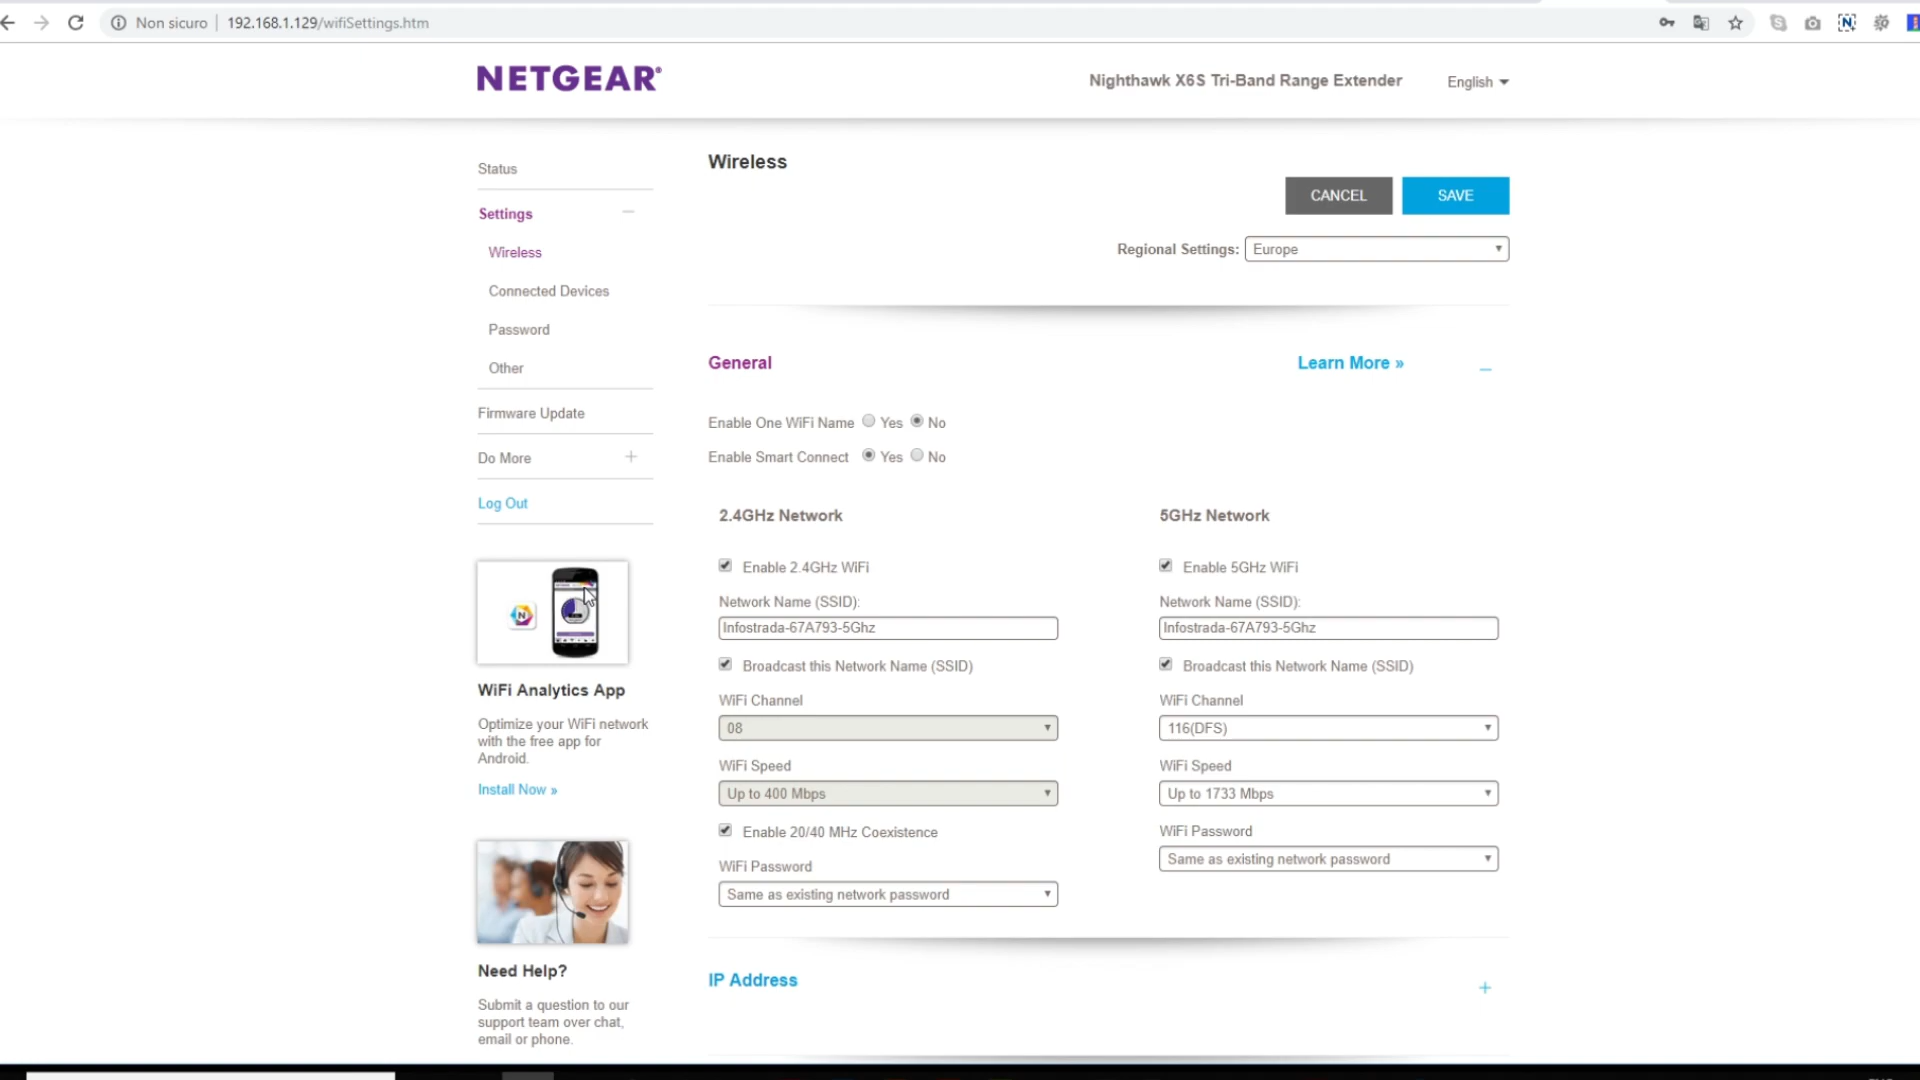 Non sicuro | 192.168.1.129/wifiSettings.htm
NETGEAR®
Nighthawk X6S Tri-Band Range Extender
English
Status
Settings
Wireless
Connected Devices
Password
Other
Firmware Update
Do More
Log Out
WiFi Analytics App
Optimize your WiFi network
with the free app for
Android.
Install Now »
Need Help?
Submit a question to our
support team over chat,
email or phone.
Wireless
CANCEL SAVE
Regional Settings: Europe
General Learn More »
Enable One WiFi Name Yes No
Enable Smart Connect Yes No
2.4GHz Network
Enable 2.4GHz WiFi
Network Name (SSID):
Infostrada-67A793-5Ghz
Broadcast this Network Name (SSID)
WiFi Channel
08
WiFi Speed
Up to 400 Mbps
Enable 20/40 MHz Coexistence
WiFi Password
Same as existing network password
5GHz Network
Enable 5GHz WiFi
Network Name (SSID):
Infostrada-67A793-5Ghz
Broadcast this Network Name (SSID)
WiFi Channel
116(DFS)
WiFi Speed
Up to 1733 Mbps
WiFi Password
Same as existing network password
IP Address